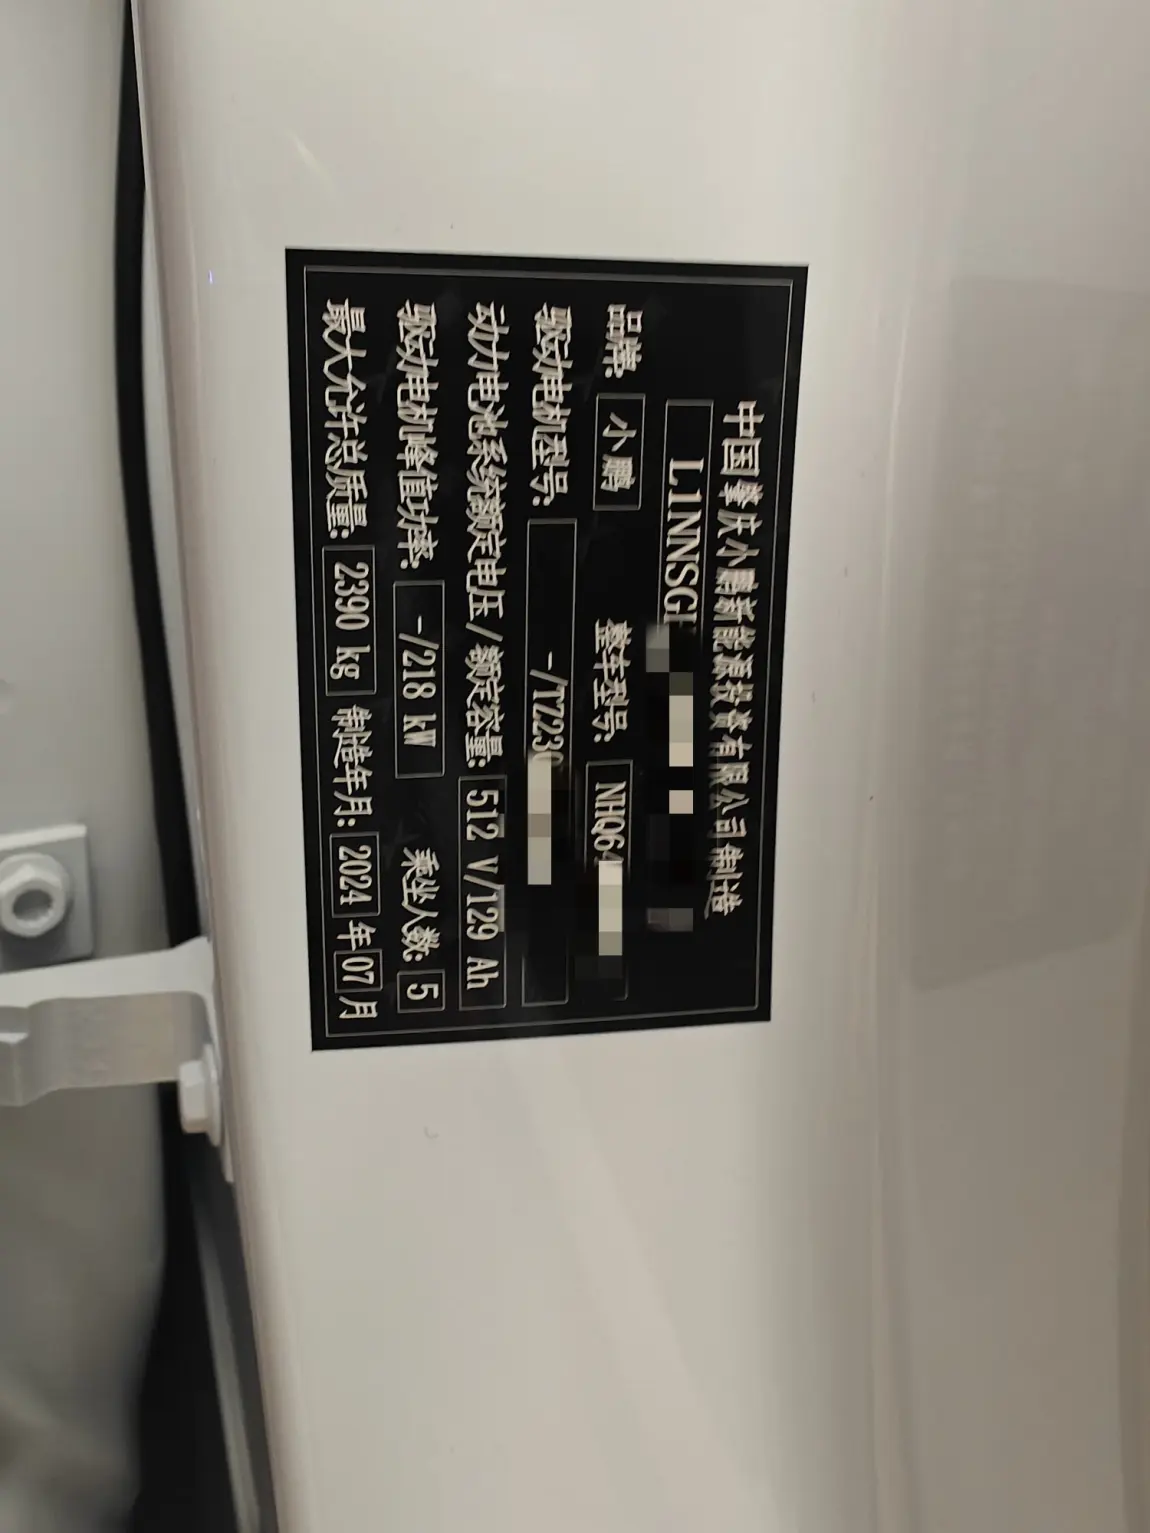 中国肇庆小鹏新能源投资有限公司制造
L1NNSG
品牌: 小鹏 整车型号: NHQ64
驱动电机型号: -/TZ230
动力电池系统额定电压/额定容量: 512 V/129 Ah
驱动电机峰值功率: -/218 kW 乘坐人数: 5
最大允许总质量: 2390 kg 制造年月: 2024 年 07 月